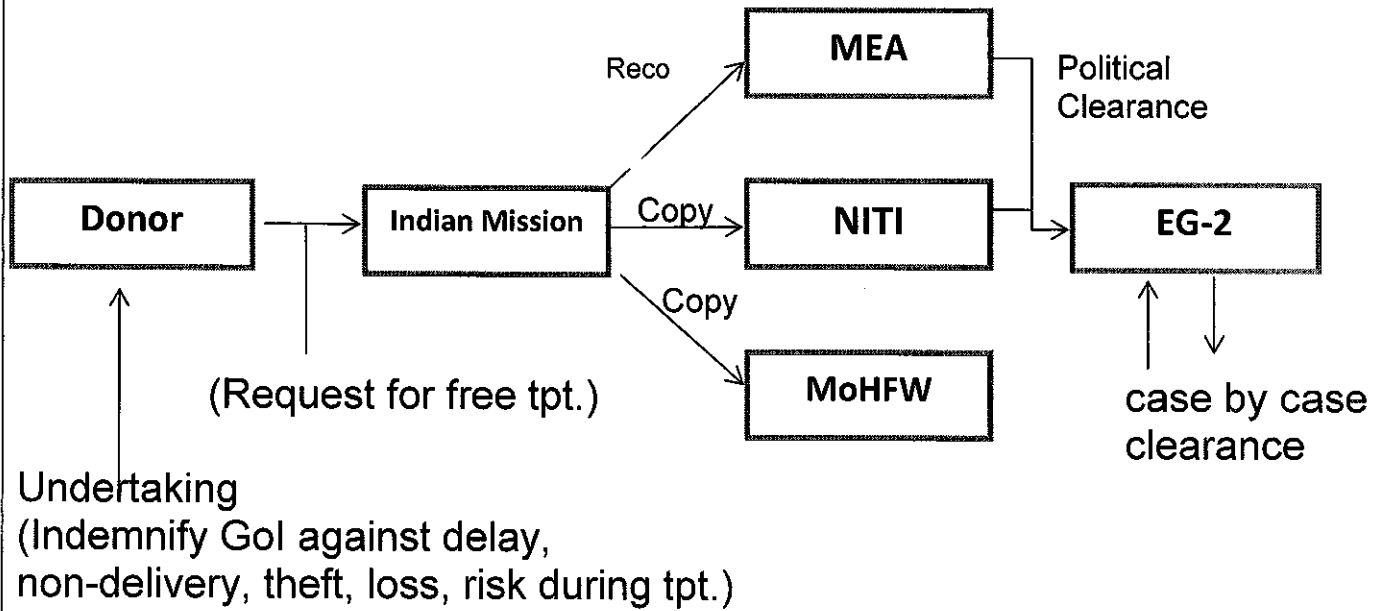 MEA
Reco
Political
Clearance
Donor
Indian Mission
Copy
NITI
EG-2
Copy
(Request for free tpt.)
MoHFW
case by case
clearance
Undertaking
(Indemnify GoI against delay,
non-delivery, theft, loss, risk during tpt.)